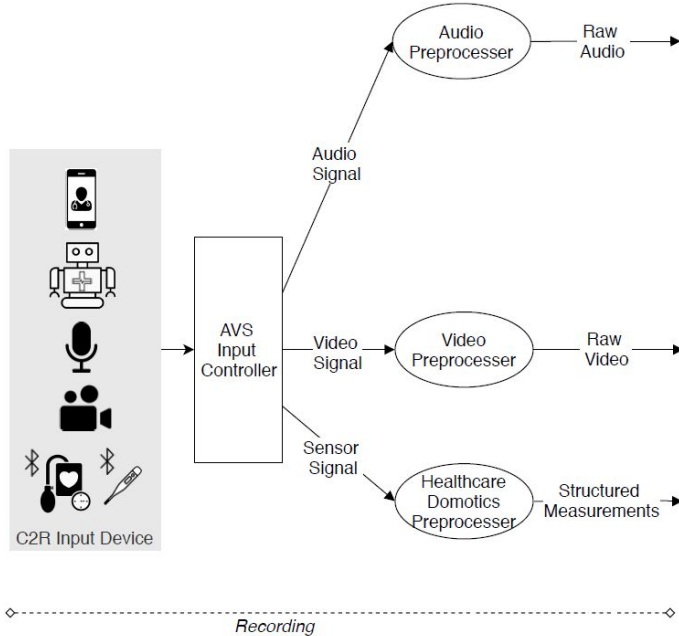 Audio
Preprocesser
Raw
Audio
Audio
Signal
AVS
Input
Controller
Video
Signal
Video
Preprocesser
Raw
Video
Sensor
Signal
Healthcare
Domotics
Preprocesser
Structured
Measurements
C2R Input Device
Recording